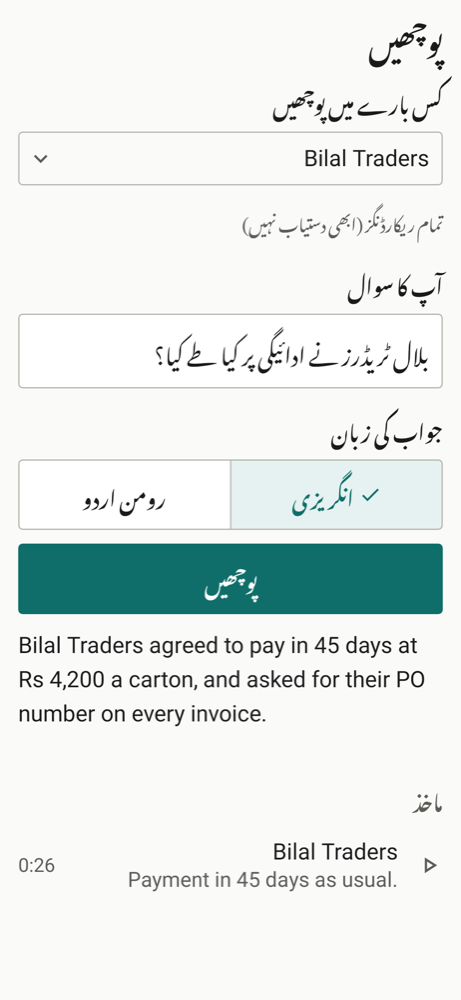 پوچھیں
کس بارے میں پوچھیں
Bilal Traders
تمام ریکارڈنگز (ابھی دستیاب نہیں)
آپ کا سوال
بلال ٹریڈرز نے ادائیگی پر کیا طے کیا؟
جواب کی زبان
انگریزی
رومن اردو
پوچھیں
Bilal Traders agreed to pay in 45 days at
Rs 4,200 a carton, and asked for their PO
number on every invoice.
ماخذ
Bilal Traders
0:26
Payment in 45 days as usual.